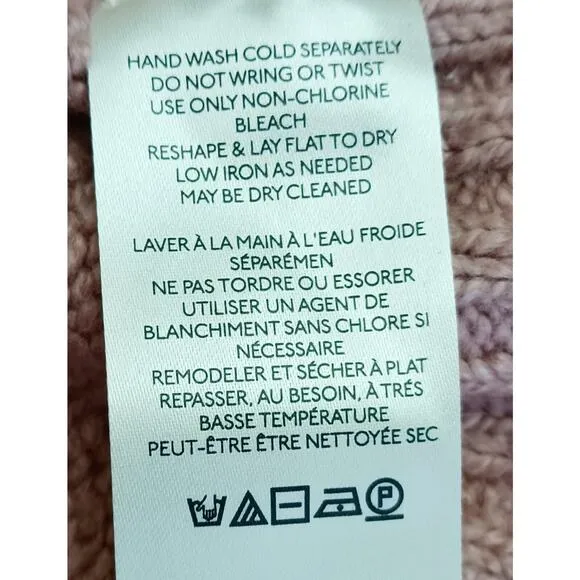 HAND WASH COLD SEPARATELY
DO NOT WRING OR TWIST
USE ONLY NON-CHLORINE
BLEACH
RESHAPE & LAY FLAT TO DRY
LOW IRON AS NEEDED
MAY BE DRY CLEANED
LAVER À LA MAIN À L'EAU FROIDE
SÉPARÉMEN
NE PAS TORDRE OU ESSORER
UTILISER UN AGENT DE
BLANCHIMENT SANS CHLORE SI
NÉCESSAIRE
REMODELER ET SÉCHER À PLAT
REPASSER, AU BESOIN, À TRÉS
BASSE TEMPÉRATURE
PEUT-ÊTRE ÊTRE NETTOYÉE SEC
P